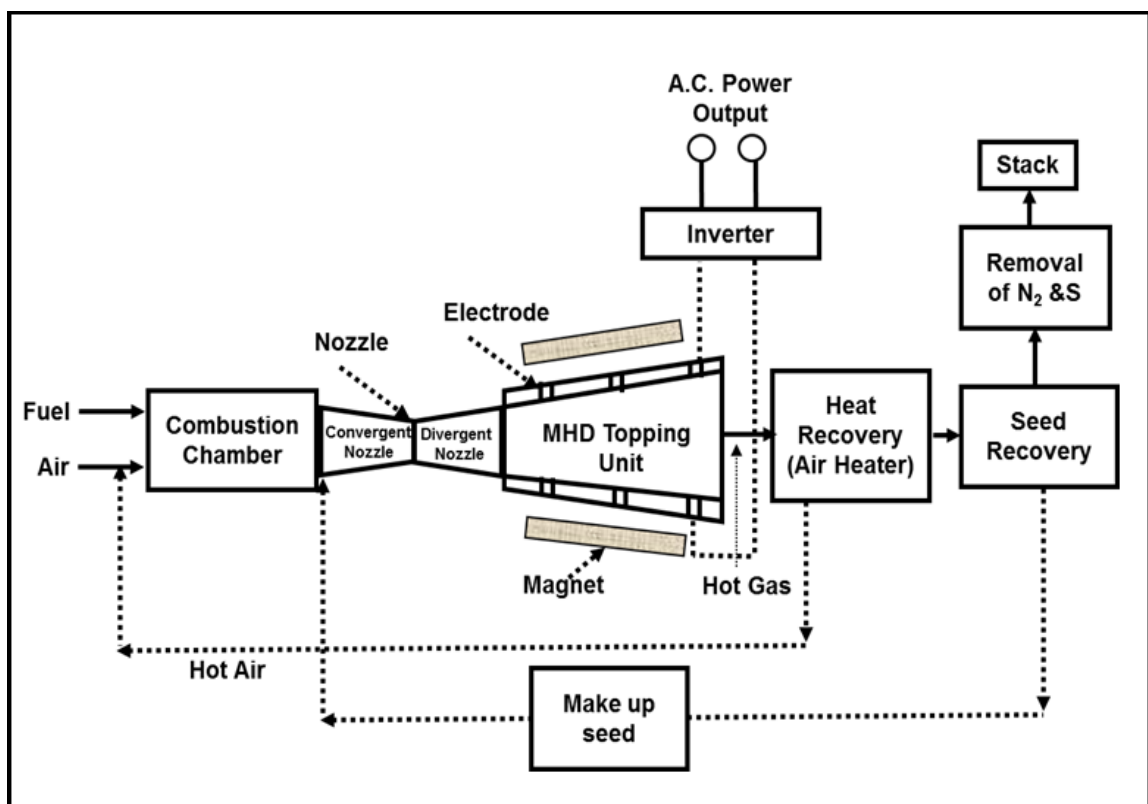 A.C. Power
Output
Stack
Inverter
Removal
of N₂ &S
Electrode
Nozzle
Fuel
Air
Combustion
Chamber
Convergent
Nozzle
Divergent
Nozzle
MHD Topping
Unit
Heat
Recovery
(Air Heater)
Seed
Recovery
Magnet
Hot Gas
Hot Air
Make up
seed